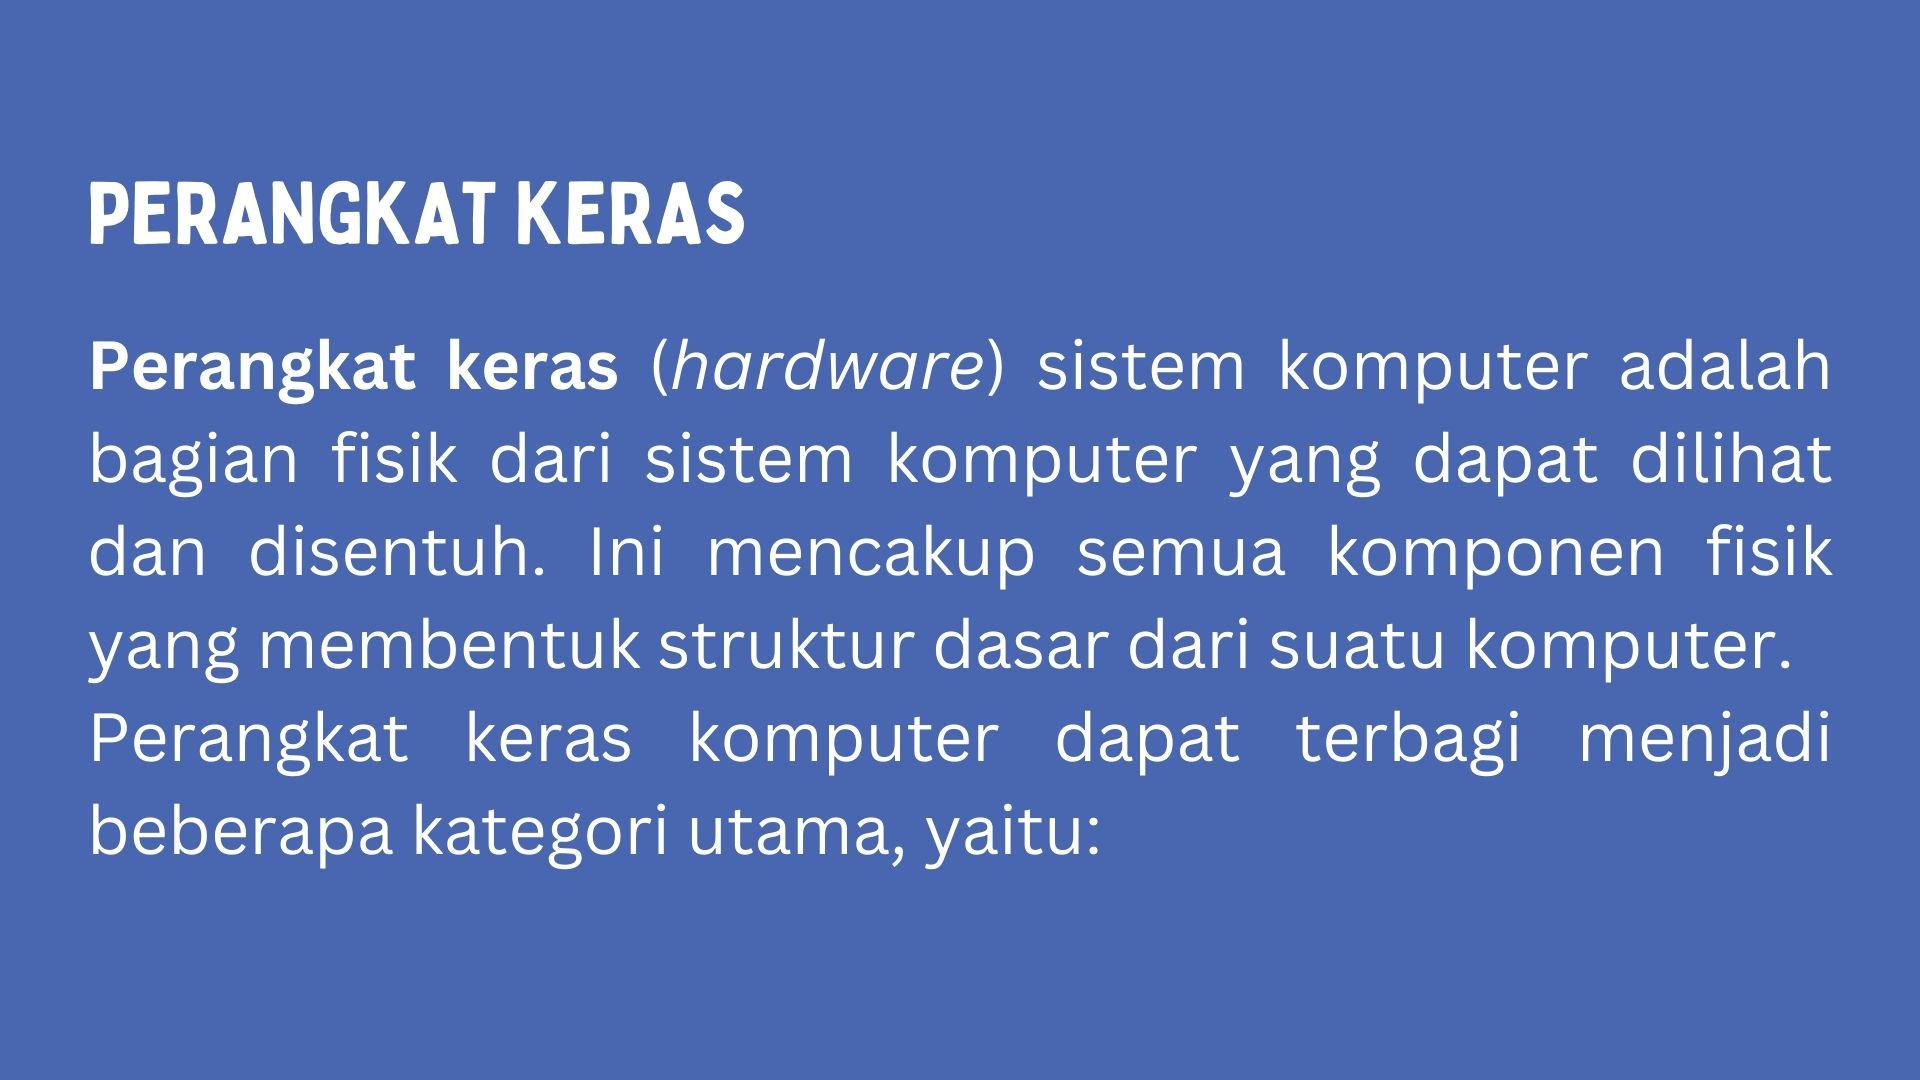 PERANGKAT KERAS
Perangkat keras (hardware) sistem komputer adalah
bagian fisik dari sistem komputer yang dapat dilihat
dan disentuh. Ini mencakup semua komponen fisik
yang membentuk struktur dasar dari suatu komputer.
Perangkat keras komputer dapat terbagi menjadi
beberapa kategori utama, yaitu: